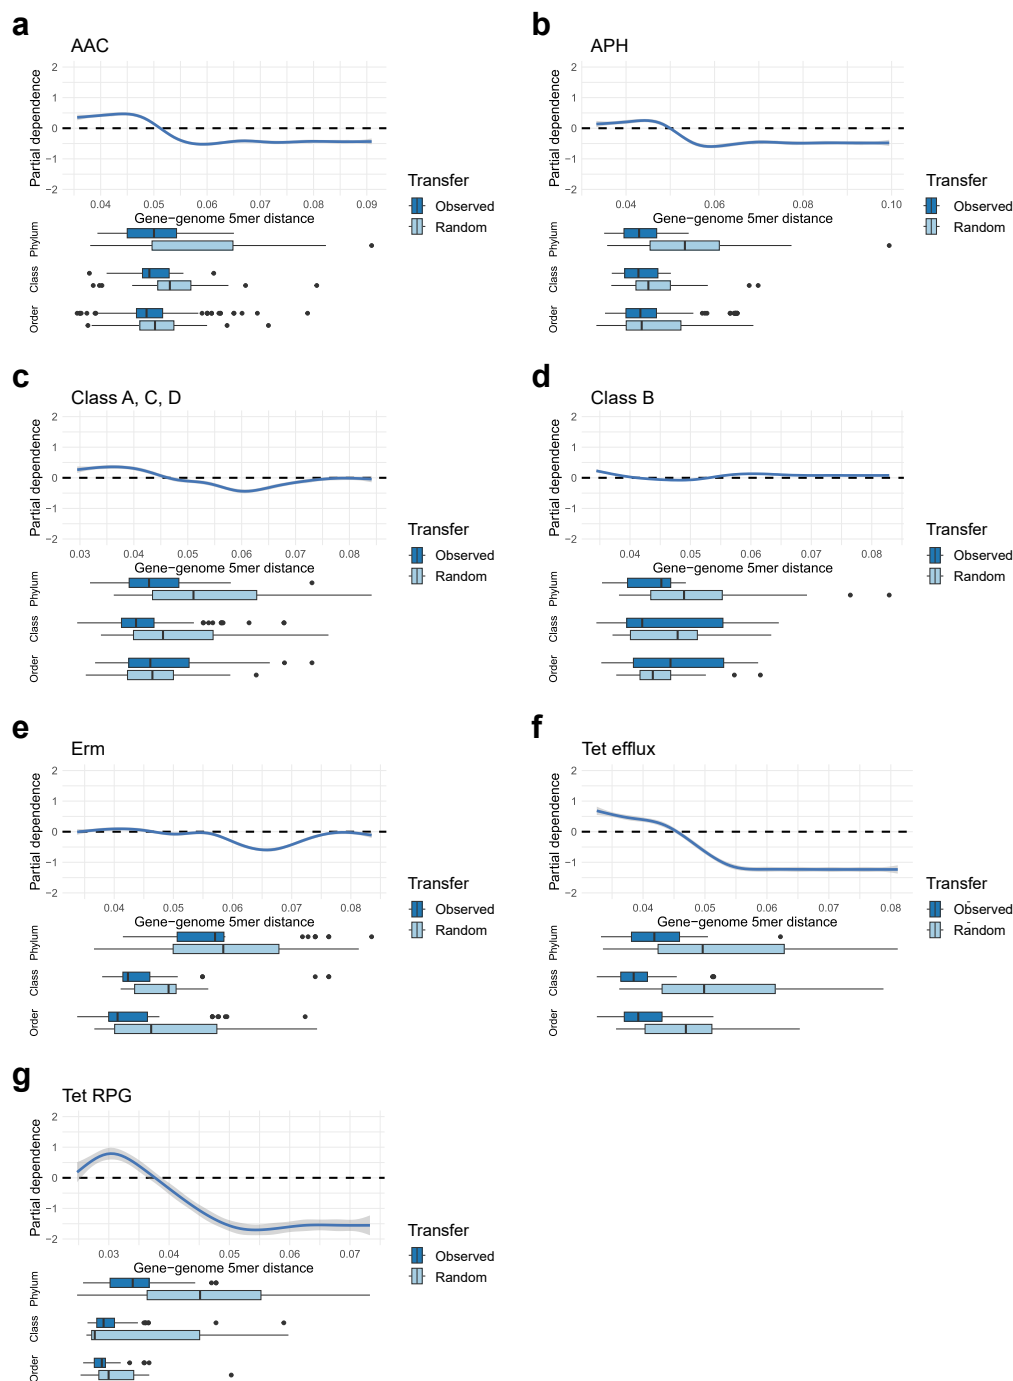 a
AAC
Partial dependence
2
1
0
−1
−2
0.04 0.05 0.06 0.07 0.08 0.09
Gene−genome 5mer distance
Phylum
Class
Order
Transfer
Observed
Random
b
APH
Partial dependence
2
1
0
−1
−2
0.04 0.06 0.08 0.10
Gene−genome 5mer distance
Phylum
Class
Order
Transfer
Observed
Random
c
Class A, C, D
Partial dependence
2
1
0
−1
−2
0.03 0.04 0.05 0.06 0.07 0.08
Gene−genome 5mer distance
Phylum
Class
Order
Transfer
Observed
Random
d
Class B
Partial dependence
2
1
0
−1
−2
0.04 0.05 0.06 0.07 0.08
Gene−genome 5mer distance
Phylum
Class
Order
Transfer
Observed
Random
e
Erm
Partial dependence
2
1
0
−1
−2
0.04 0.05 0.06 0.07 0.08
Gene−genome 5mer distance
Phylum
Class
Order
Transfer
Observed
Random
f
Tet efflux
Partial dependence
2
1
0
−1
−2
0.04 0.05 0.06 0.07 0.08
Gene−genome 5mer distance
Phylum
Class
Order
Transfer
Observed
Random
g
Tet RPG
Partial dependence
2
1
0
−1
−2
0.03 0.04 0.05 0.06 0.07
Gene−genome 5mer distance
Phylum
Class
Order
Transfer
Observed
Random